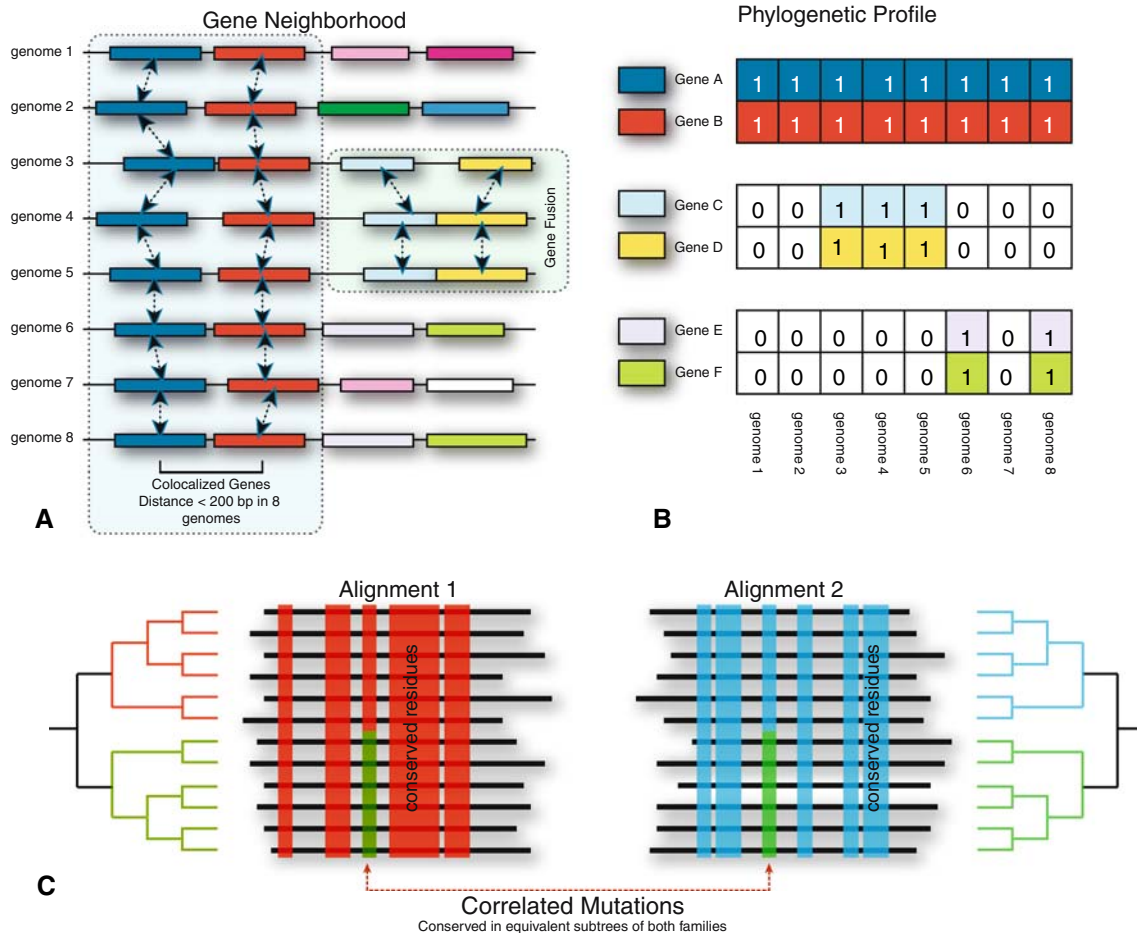 Gene Neighborhood
genome 1
genome 2
genome 3
genome 4
genome 5
genome 6
genome 7
genome 8
Gene Fusion
Colocalized Genes
Distance < 200 bp in 8
genomes
A
Phylogenetic Profile
Gene A
1 1 1 1 1 1 1 1
Gene B
1 1 1 1 1 1 1 1
Gene C
0 0 1 1 1 0 0 0
Gene D
0 0 1 1 1 0 0 0
Gene E
0 0 0 0 0 1 0 1
Gene F
0 0 0 0 0 1 0 1
genome 1
genome 2
genome 3
genome 4
genome 5
genome 6
genome 7
genome 8
B
Alignment 1
conserved residues
Alignment 2
conserved residues
C
Correlated Mutations
Conserved in equivalent subtrees of both families